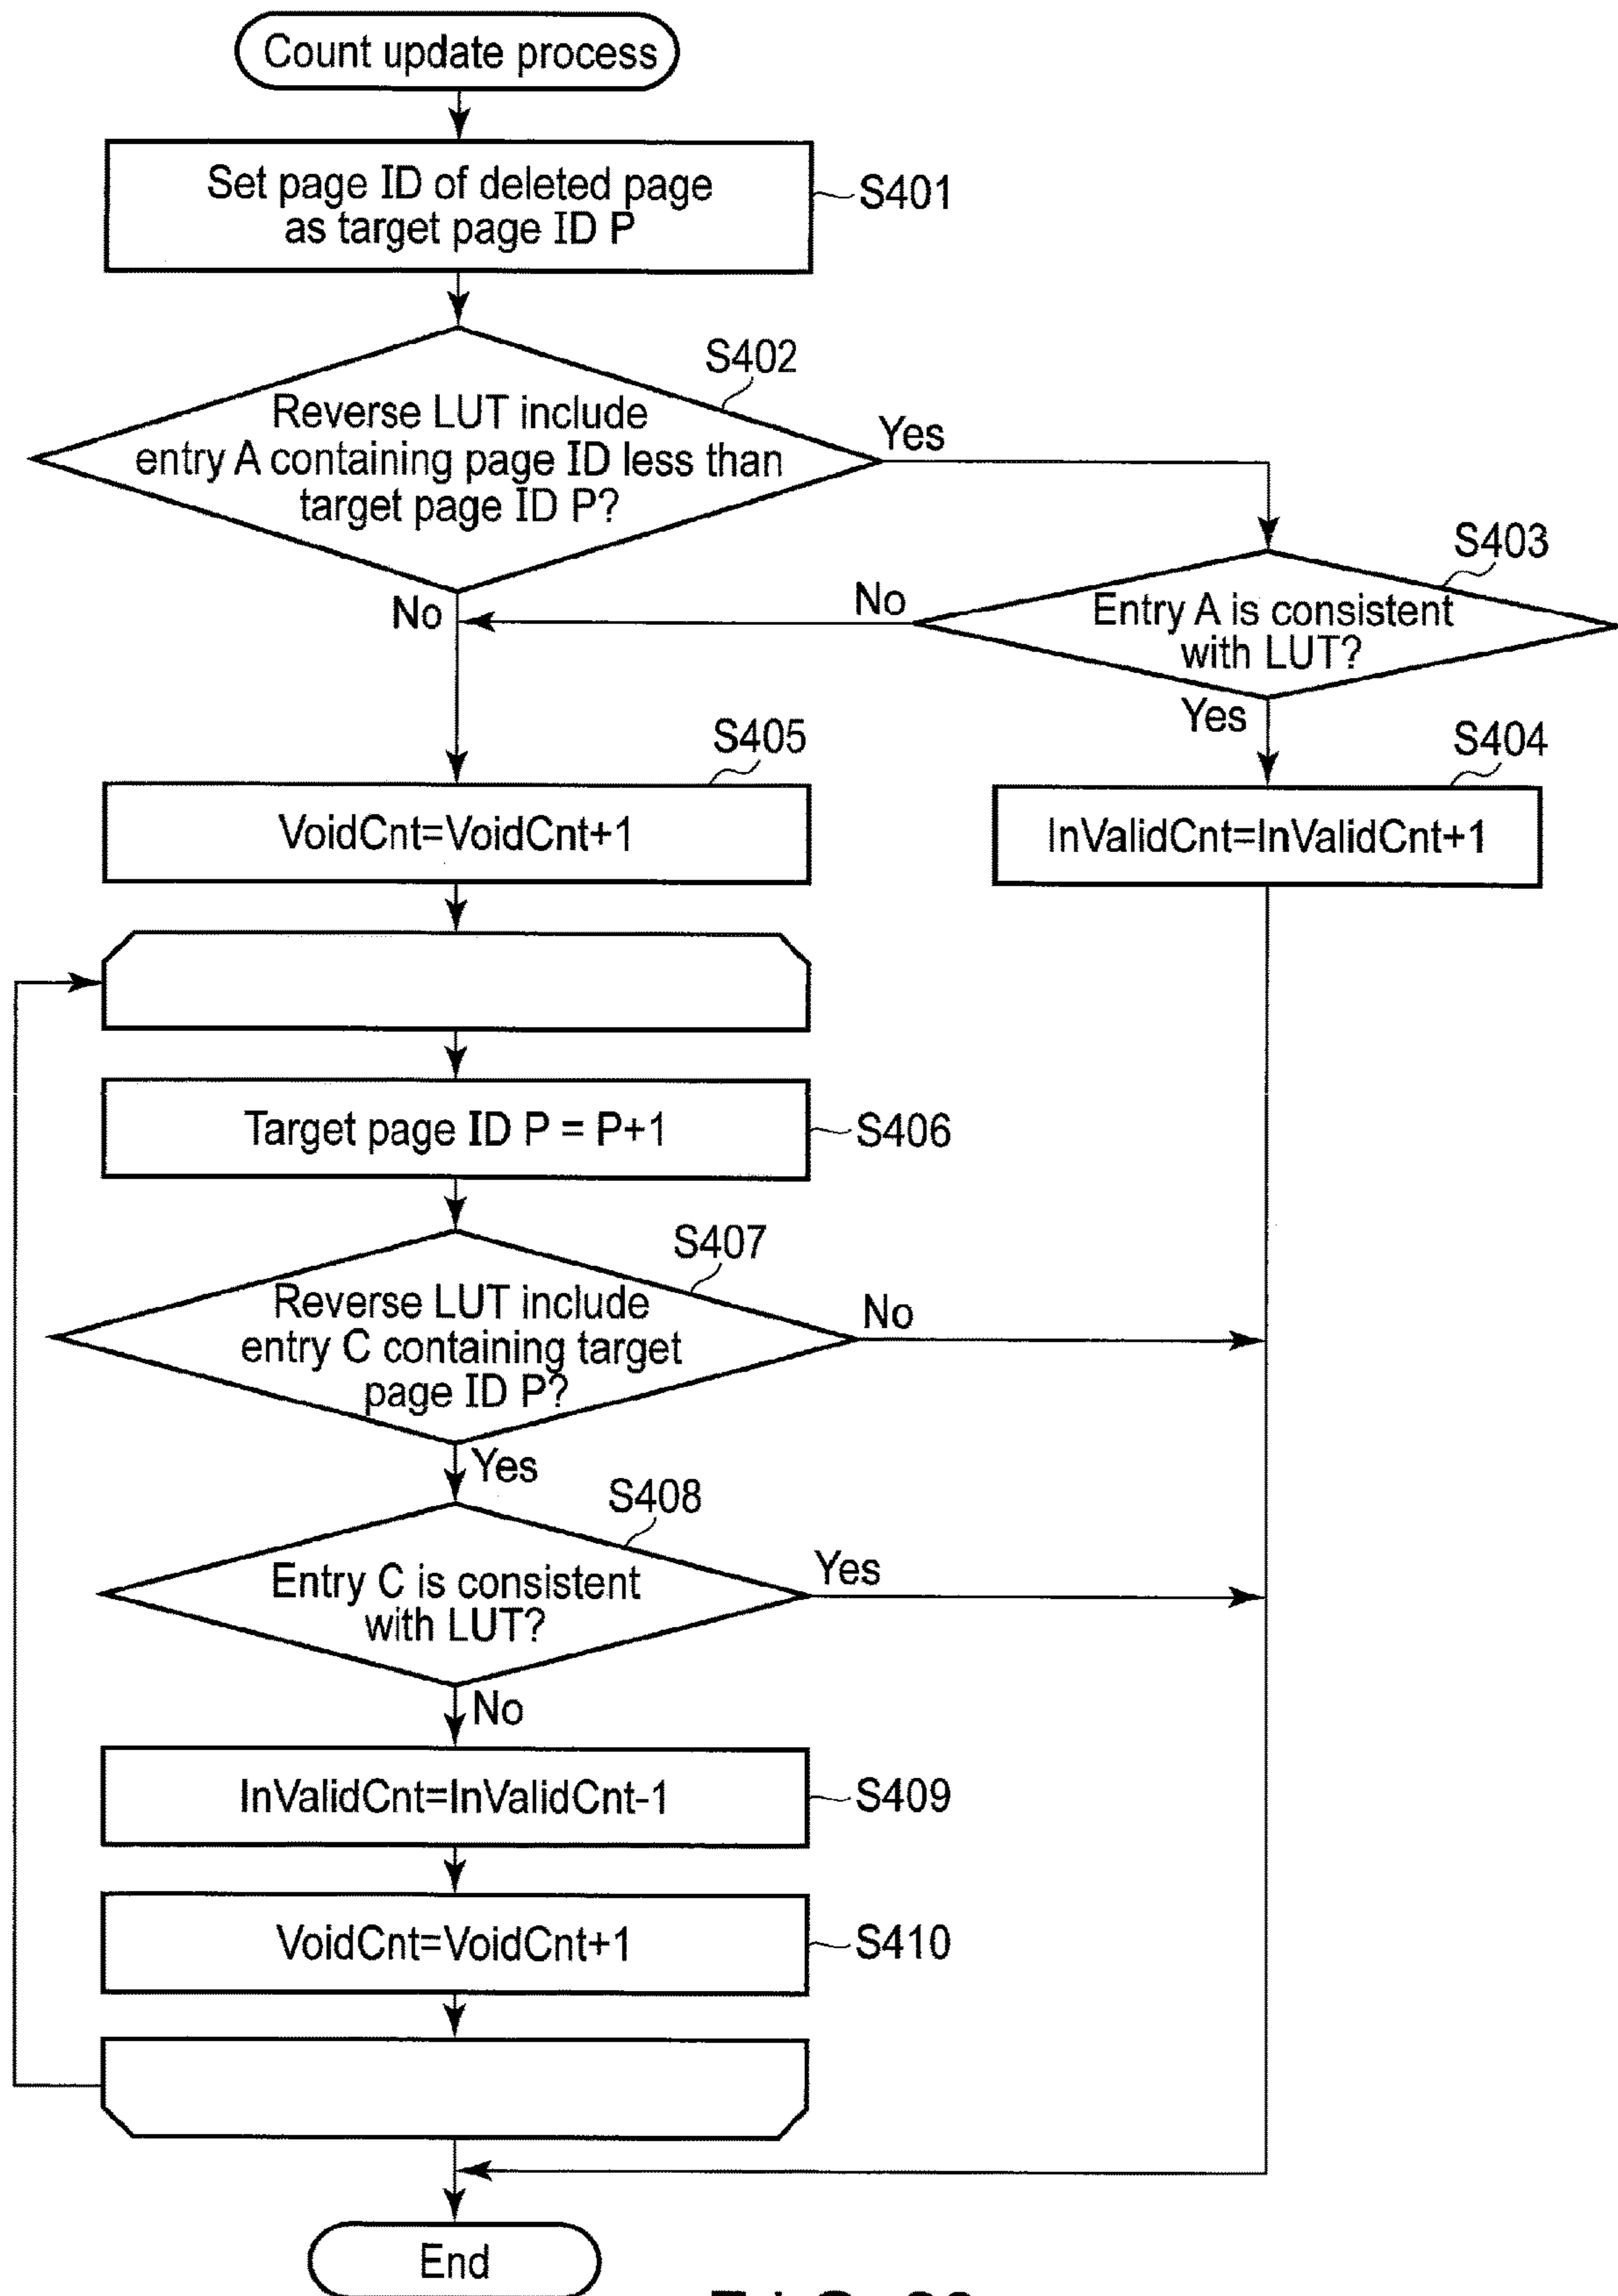 Count update process
Set page ID of deleted page
as target page ID P
S401
S402
Reverse LUT include
entry A containing page ID less than
target page ID P?
Yes
No
S403
Entry A is consistent
with LUT?
No
Yes
S405
VoidCnt=VoidCnt+1
S404
InValidCnt=InValidCnt+1
Target page ID P = P+1
S406
S407
Reverse LUT include
entry C containing target
page ID P?
No
Yes
S408
Entry C is consistent
with LUT?
Yes
No
InValidCnt=InValidCnt-1
S409
VoidCnt=VoidCnt+1
S410
End